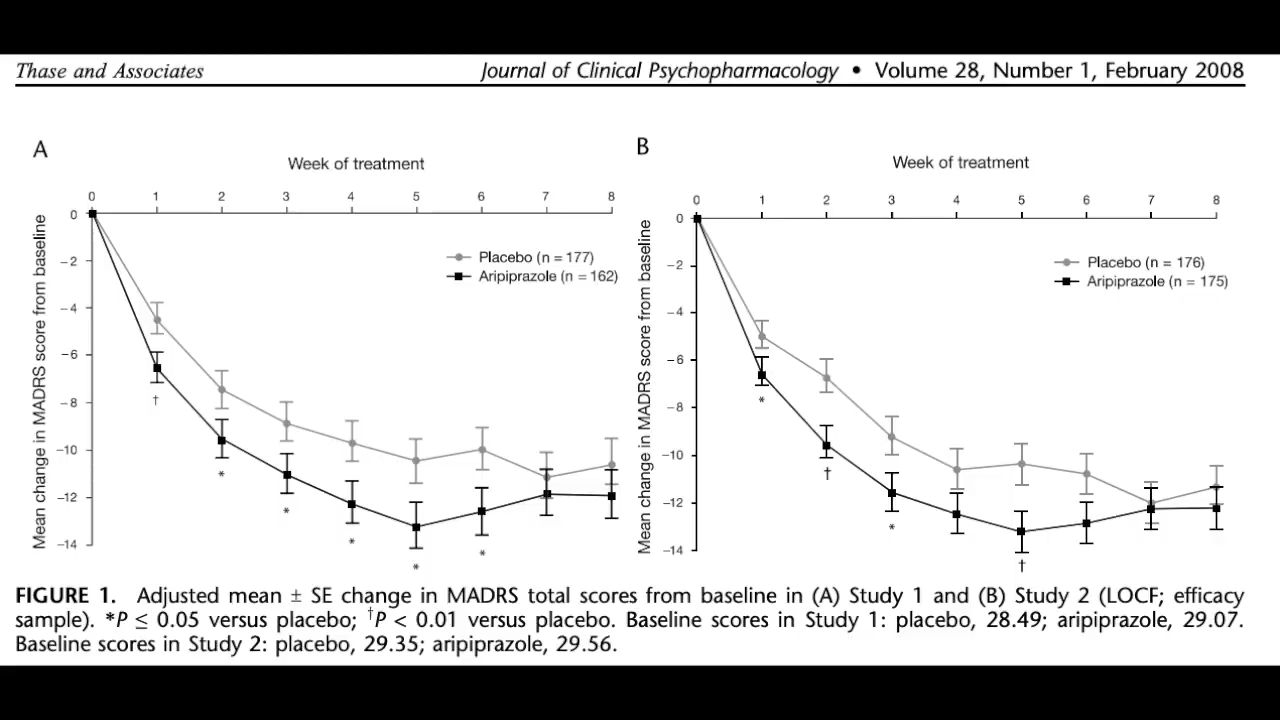 Thase and Associates
Journal of Clinical Psychopharmacology • Volume 28, Number 1, February 2008
A
Week of treatment
0 1 2 3 4 5 6 7 8
Mean change in MADRS score from baseline
0
−2
−4
−6
−8
−10
−12
−14
Placebo (n = 177)
Aripiprazole (n = 162)
†
*
*
*
*
*
B
Week of treatment
0 1 2 3 4 5 6 7 8
Mean change in MADRS score from baseline
0
−2
−4
−6
−8
−10
−12
−14
Placebo (n = 176)
Aripiprazole (n = 175)
*
†
*
†
FIGURE 1. Adjusted mean ± SE change in MADRS total scores from baseline in (A) Study 1 and (B) Study 2 (LOCF; efficacy
sample). *P ≤ 0.05 versus placebo; †P < 0.01 versus placebo. Baseline scores in Study 1: placebo, 28.49; aripiprazole, 29.07.
Baseline scores in Study 2: placebo, 29.35; aripiprazole, 29.56.